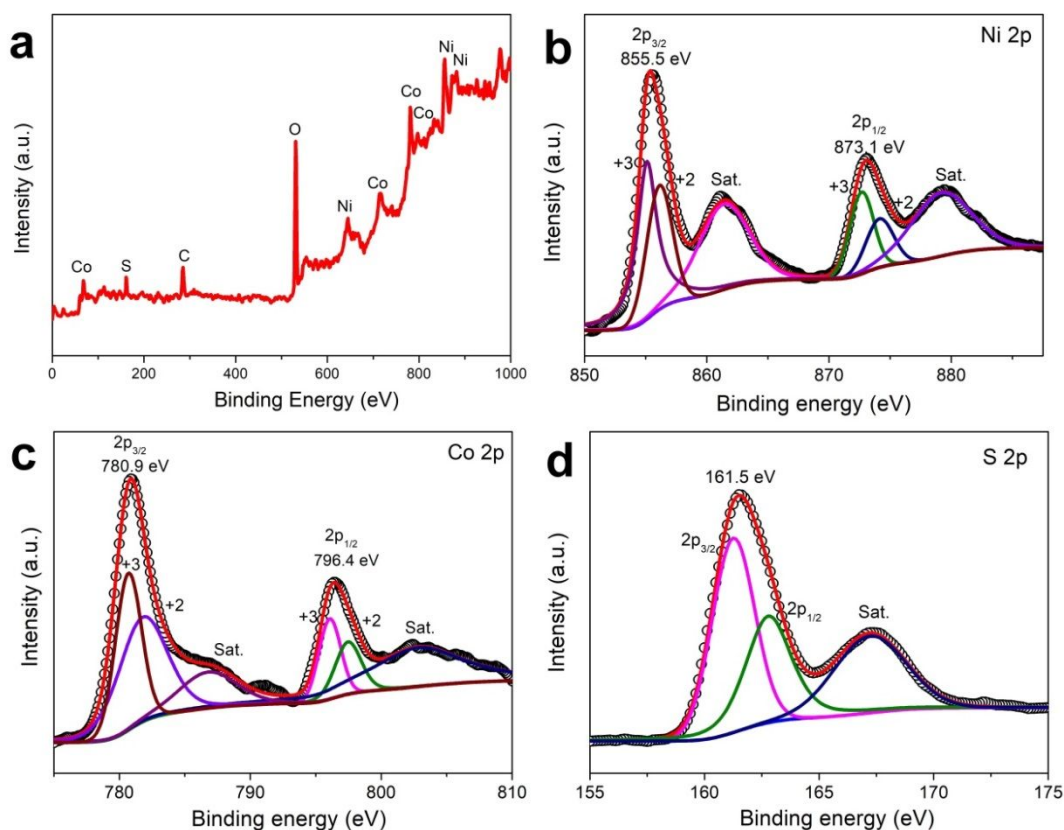 a
Intensity (a.u.)
Co
S
C
O
Ni
Co
Co
Co
Ni
Ni
0 200 400 600 800 1000
Binding Energy (eV)
b
Ni 2p
Intensity (a.u.)
2p3/2
855.5 eV
+3
+2
Sat.
2p1/2
873.1 eV
+3
+2
Sat.
850 860 870 880
Binding energy (eV)
c
Co 2p
Intensity (a.u.)
2p3/2
780.9 eV
+3
+2
Sat.
2p1/2
796.4 eV
+3
+2
Sat.
780 790 800 810
Binding energy (eV)
d
S 2p
Intensity (a.u.)
161.5 eV
2p3/2
2p1/2
Sat.
155 160 165 170 175
Binding energy (eV)